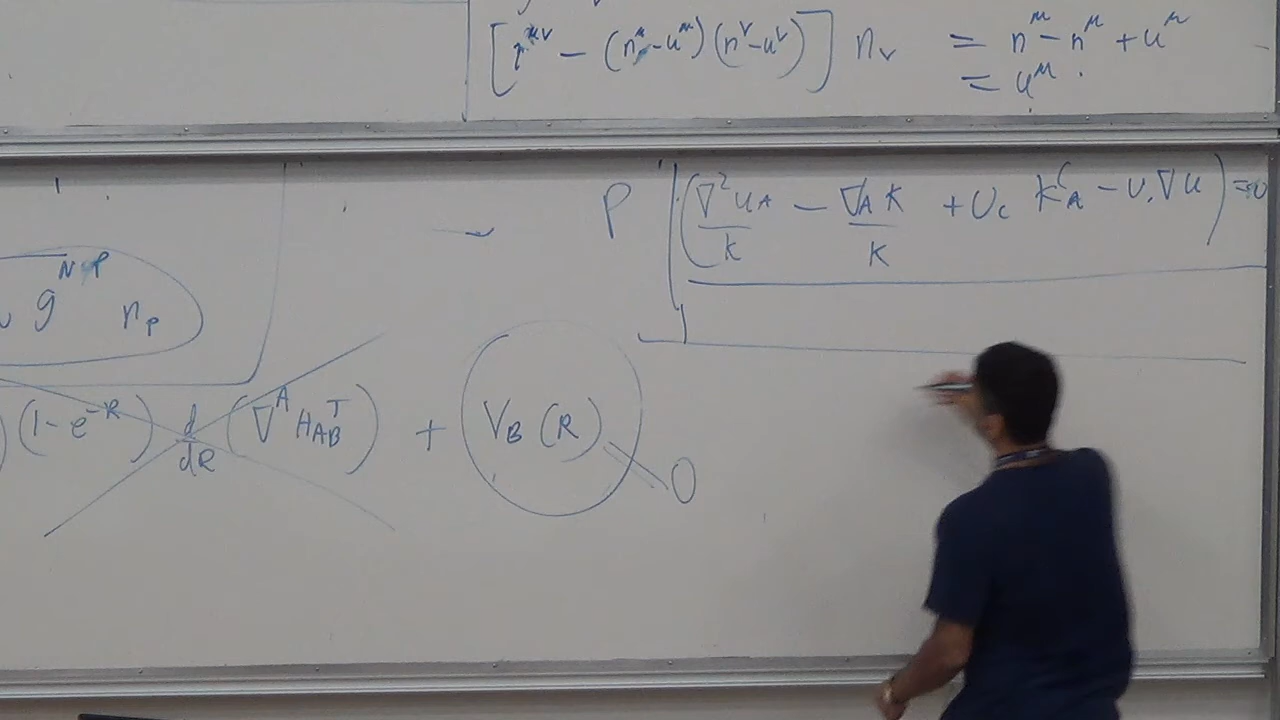 [η^{μν} - (n^μ - u^μ)(n^ν - u^ν)] n_ν = n^μ - n^μ + u^μ
= u^μ .
P [(∇²u_A / K - ∇_A K / K + U_C K^C_A - U.∇u) = 0
g^{NP} n_P
(1-e^{-R}) d/dR (∇^A H^T_{AB}) + V_B (R) 0